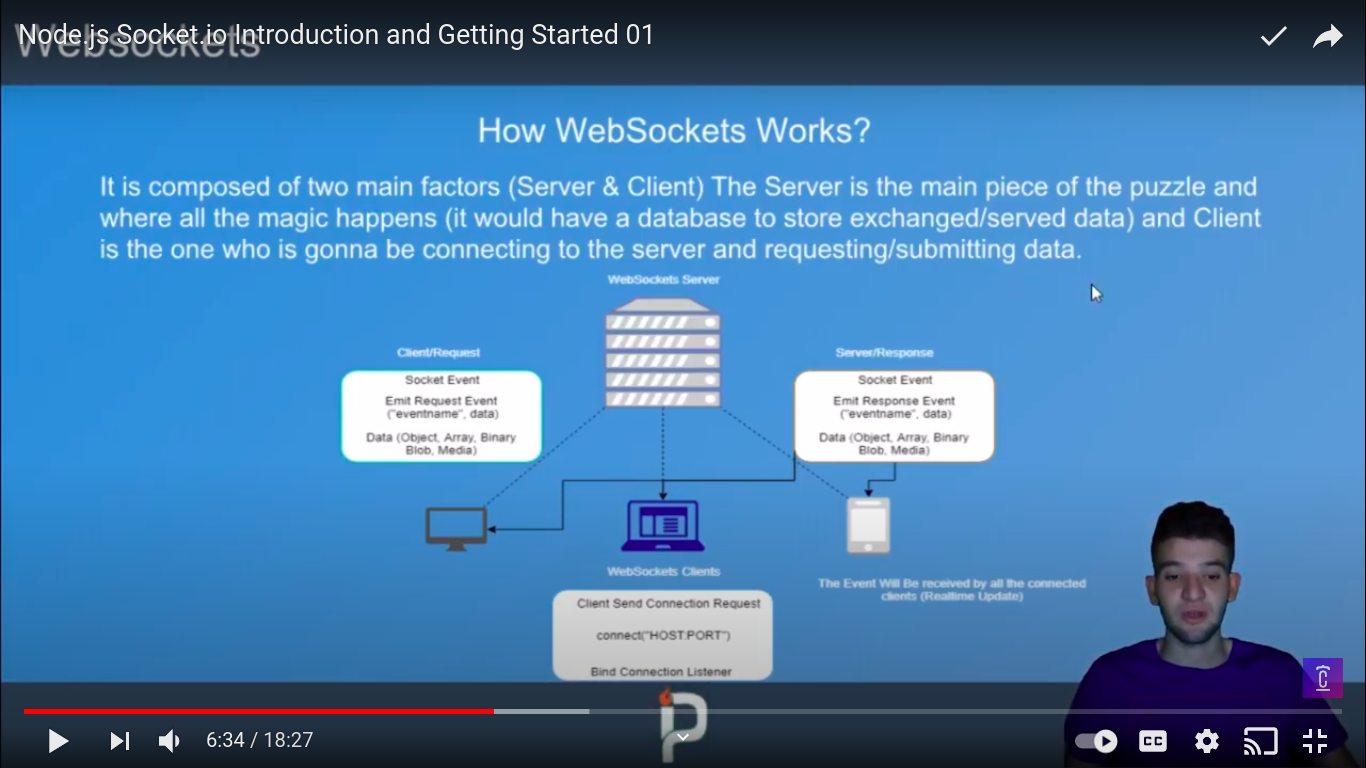 Node.js Socket.io Introduction and Getting Started 01
Websockets
How WebSockets Works?
It is composed of two main factors (Server & Client) The Server is the main piece of the puzzle and
where all the magic happens (it would have a database to store exchanged/served data) and Client
is the one who is gonna be connecting to the server and requesting/submitting data.
WebSockets Server
Client/Request
Socket Event
Emit Request Event
("eventname", data)
Data (Object, Array, Binary
Blob, Media)
Server/Response
Socket Event
Emit Response Event
("eventname", data)
Data (Object, Array, Binary
Blob, Media)
WebSockets Clients
Client Send Connection Request
connect("HOST:PORT")
Bind Connection Listener
The Event Will Be received by all the connected
clients (Realtime Update)
6:34 / 18:27
CC